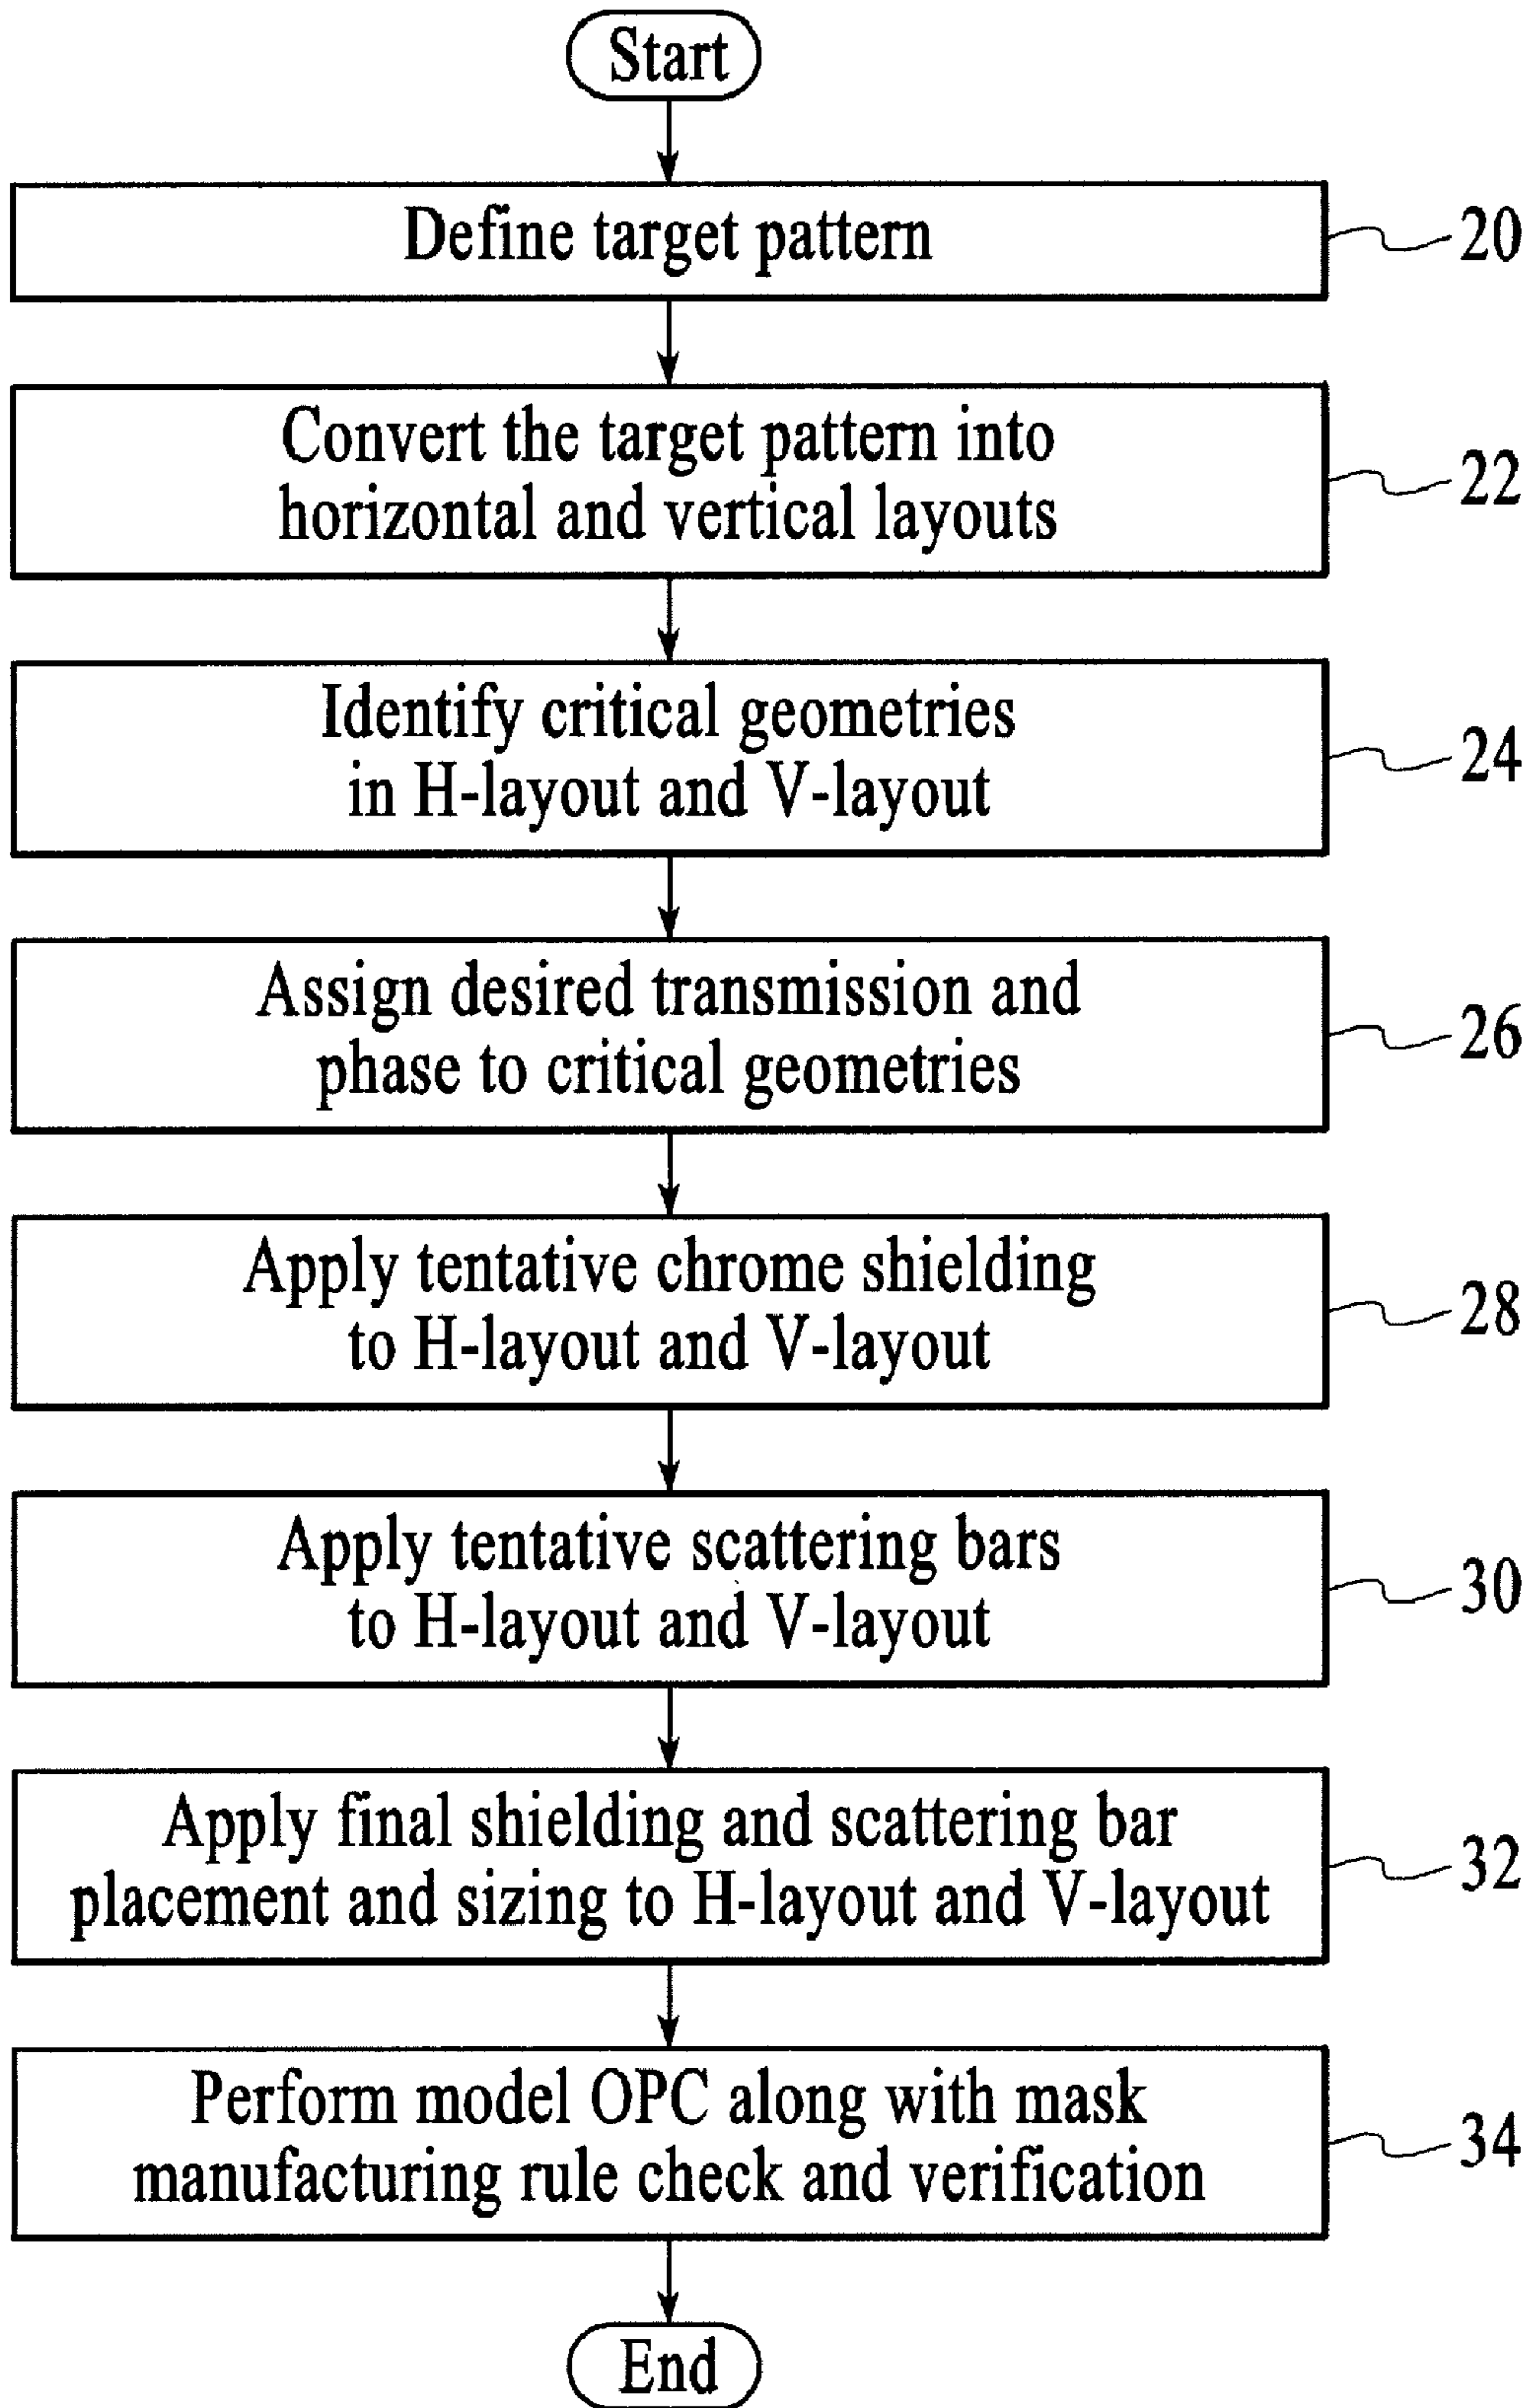 Start
Define target pattern
20
Convert the target pattern into
horizontal and vertical layouts
22
Identify critical geometries
in H-layout and V-layout
24
Assign desired transmission and
phase to critical geometries
26
Apply tentative chrome shielding
to H-layout and V-layout
28
Apply tentative scattering bars
to H-layout and V-layout
30
Apply final shielding and scattering bar
placement and sizing to H-layout and V-layout
32
Perform model OPC along with mask
manufacturing rule check and verification
34
End